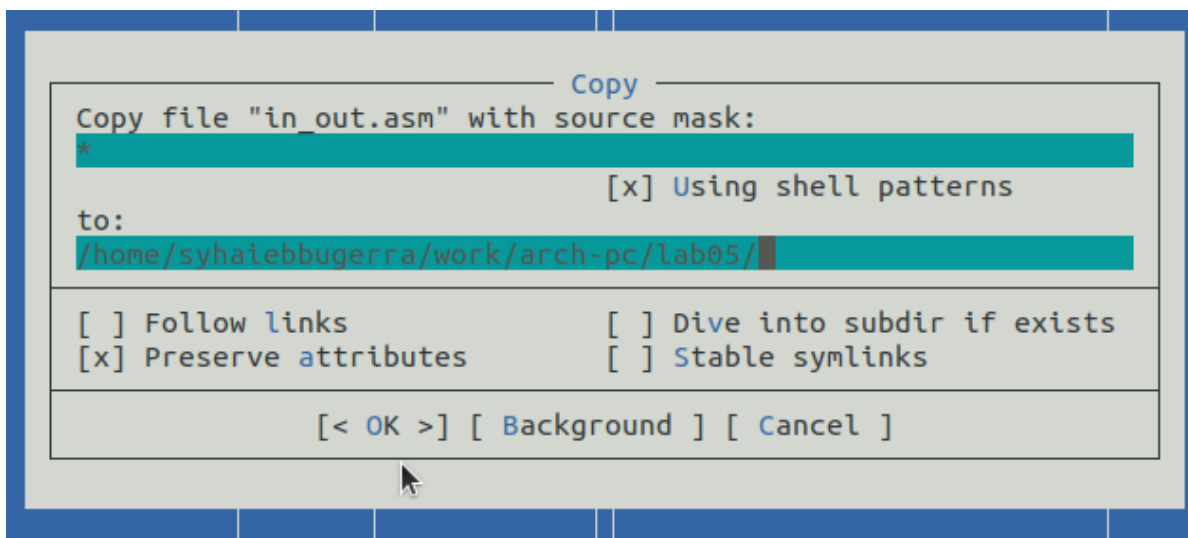 Copy
Copy file "in_out.asm" with source mask:
*
[x] Using shell patterns
to:
/home/syhaiebbugerra/work/arch-pc/lab05/
[ ] Follow links [ ] Dive into subdir if exists
[x] Preserve attributes [ ] Stable symlinks
[< OK >] [ Background ] [ Cancel ]